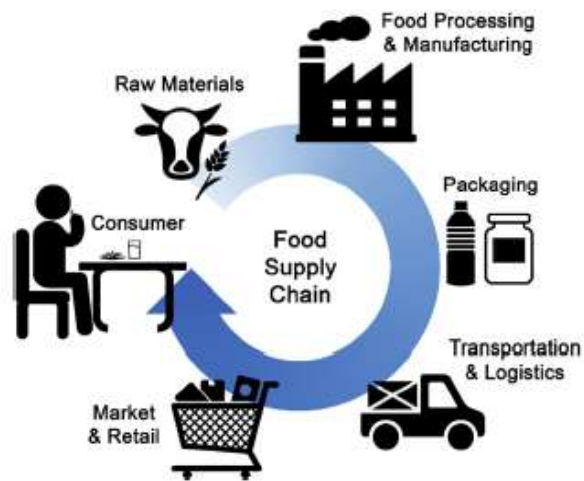 Food Processing
& Manufacturing
Raw Materials
Packaging
Consumer
Food
Supply
Chain
Transportation
& Logistics
Market
& Retail